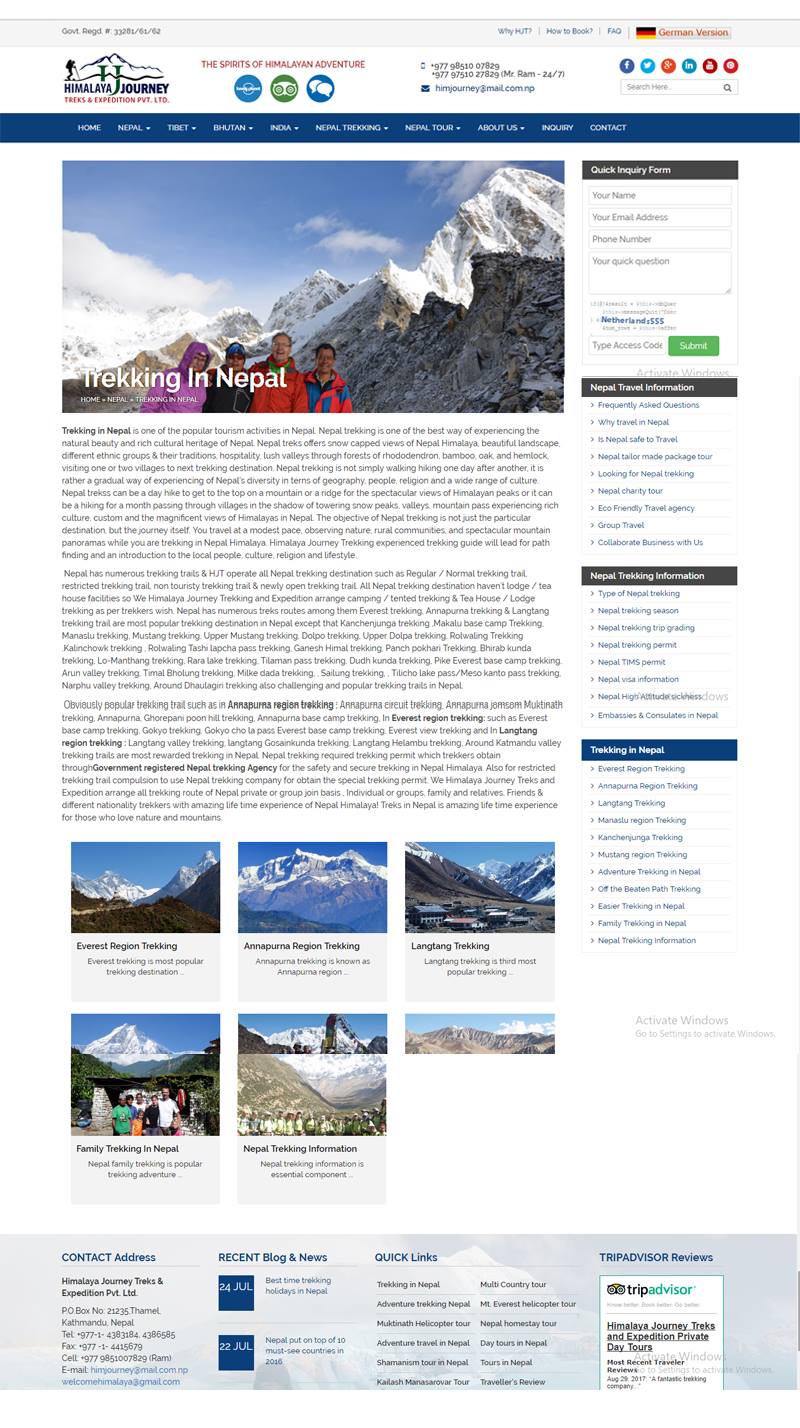 Govt. Regd. #: 33281/61/62
Why HJT?
How to Book?
FAQ
German Version
HIMALAYA JOURNEY
TREKS & EXPEDITION PVT. LTD.
THE SPIRITS OF HIMALAYAN ADVENTURE
+977 98510 07829
+977 97510 27829 (Mr. Ram - 24/7)
himjourney@mail.com.np
Search Here..
HOME
NEPAL
TIBET
BHUTAN
INDIA
NEPAL TREKKING
NEPAL TOUR
ABOUT US
INQUIRY
CONTACT
Trekking In Nepal
HOME » NEPAL » TREKKING IN NEPAL
Trekking in Nepal is one of the popular tourism activities in Nepal. Nepal trekking is one of the best way of experiencing the
natural beauty and rich cultural heritage of Nepal. Nepal treks offers snow capped views of Nepal Himalaya, beautiful landscape,
different ethnic groups & their traditions, hospitality, lush valleys through forests of rhododendron, bamboo, oak, and hemlock,
visiting one or two villages to next trekking destination. Nepal trekking is not simply walking hiking one day after another, it is
rather a gradual way of experiencing of Nepal's diversity in terns of geography, people, religion and a wide range of culture.
Nepal trekss can be a day hike to get to the top on a mountain or a ridge for the spectacular views of Himalayan peaks or it can
be a hiking for a month passing through villages in the shadow of towering snow peaks, valleys, mountain pass experiencing rich
culture, custom and the magnificent views of Himalayas in Nepal. The objective of Nepal trekking is not just the particular
destination, but the journey itself. You travel at a modest pace, observing nature, rural communities, and spectacular mountain
panoramas while you are trekking in Nepal Himalaya. Himalaya Journey Trekking experienced trekking guide will lead for path
finding and an introduction to the local people, culture, religion and lifestyle.
Nepal has numerous trekking trails & HJT operate all Nepal trekking destination such as Regular / Normal trekking trail,
restricted trekking trail, non touristy trekking trail & newly open trekking trail. All Nepal trekking destination haven't lodge / tea
house facilities so We Himalaya Journey Trekking and Expedition arrange camping / tented trekking & Tea House / Lodge
trekking as per trekkers wish. Nepal has numerous treks routes among them Everest trekking, Annapurna trekking & Langtang
trekking trail are most popular trekking destination in Nepal except that Kanchenjunga trekking ,Makalu base camp Trekking,
Manaslu trekking, Mustang trekking, Upper Mustang trekking, Dolpo trekking, Upper Dolpa trekking, Rolwaling Trekking
,Kalinchowk trekking , Rolwaling Tashi lapcha pass trekking, Ganesh Himal trekking, Panch pokhari Trekking, Bhirab kunda
trekking, Lo-Manthang trekking, Rara lake trekking, Tilaman pass trekking, Dudh kunda trekking, Pike Everest base camp trekking,
Arun valley trekking, Timal Bholung trekking, Milke dada trekking, , Sailung trekking, , Tilicho lake pass/Meso kanto pass trekking,
Narphu valley trekking, Around Dhaulagiri trekking also challenging and popular trekking trails in Nepal.
Obviously popular trekking trail such as in Annapurna region trekking : Annapurna circuit trekking, Annapurna jomsom Muktinath
trekking, Annapurna, Ghorepani poon hill trekking, Annapurna base camp trekking, In Everest region trekking: such as Everest
base camp trekking, Gokyo trekking, Gokyo cho la pass Everest base camp trekking, Everest view trekking and In Langtang
region trekking : Langtang valley trekking, langtang Gosainkunda trekking, Langtang Helambu trekking, Around Katmandu valley
trekking trails are most rewarded trekking in Nepal. Nepal trekking required trekking permit which trekkers obtain
throughGovernment registered Nepal trekking Agency for the safety and secure trekking in Nepal Himalaya. Also for restricted
trekking trail compulsion to use Nepal trekking company for obtain the special trekking permit. We Himalaya Journey Treks and
Expedition arrange all trekking route of Nepal private or group join basis , Individual or groups, family and relatives, Friends &
different nationality trekkers with amazing life time experience of Nepal Himalaya! Treks in Nepal is amazing life time experience
for those who love nature and mountains.
Everest Region Trekking
Everest trekking is most popular
trekking destination ...
Annapurna Region Trekking
Annapurna trekking is known as
Annapurna region ...
Langtang Trekking
Langtang trekking is third most
popular trekking ...
Family Trekking In Nepal
Nepal family trekking is popular
trekking adventure ...
Nepal Trekking Information
Nepal trekking information is
essential component ...
Quick Inquiry Form
Your Name
Your Email Address
Phone Number
Your quick question
Netherlands555
Type Access Code
Submit
Activate Windows
Nepal Travel Information
Frequently Asked Questions
Why travel in Nepal
Is Nepal safe to Travel
Nepal tailor made package tour
Looking for Nepal trekking
Nepal charity tour
Eco Friendly Travel agency
Group Travel
Collaborate Business with Us
Nepal Trekking Information
Type of Nepal trekking
Nepal trekking season
Nepal trekking trip grading
Nepal trekking permit
Nepal TIMS permit
Nepal visa information
Nepal High Altitude sickness
Embassies & Consulates in Nepal
Trekking in Nepal
Everest Region Trekking
Annapurna Region Trekking
Langtang Trekking
Manaslu region Trekking
Kanchenjunga Trekking
Mustang region Trekking
Adventure Trekking in Nepal
Off the Beaten Path Trekking
Easier Trekking in Nepal
Family Trekking in Nepal
Nepal Trekking Information
Activate Windows
Go to Settings to activate Windows.
CONTACT Address
Himalaya Journey Treks &
Expedition Pvt. Ltd.
P.O Box No: 21235,Thamel,
Kathmandu, Nepal
Tel: +977-1- 4383184, 4386585
Fax: +977 -1- 4415679
Cell: +977 9851007829 (Ram)
E-mail: himjourney@mail.com.np
welcomehimalaya@gmail.com
RECENT Blog & News
24 JUL
Best time trekking
holidays in Nepal
22 JUL
Nepal put on top of 10
must-see countries in
2016
QUICK Links
Trekking in Nepal
Multi Country tour
Adventure trekking Nepal
Mt. Everest helicopter tour
Muktinath Helicopter tour
Nepal homestay tour
Adventure travel in Nepal
Day tours in Nepal
Shamanism tour in Nepal
Tours in Nepal
Kailash Manasarovar Tour
Traveller's Review
TRIPADVISOR Reviews
tripadvisor
Know better. Book better. Go better.
Himalaya Journey Treks
and Expedition Private
Day Tours
Most Recent Traveler
Reviews
Activate Windows
Go to Settings to activate Windows.
Aug 29, 2017: "A fantastic trekking
company..."